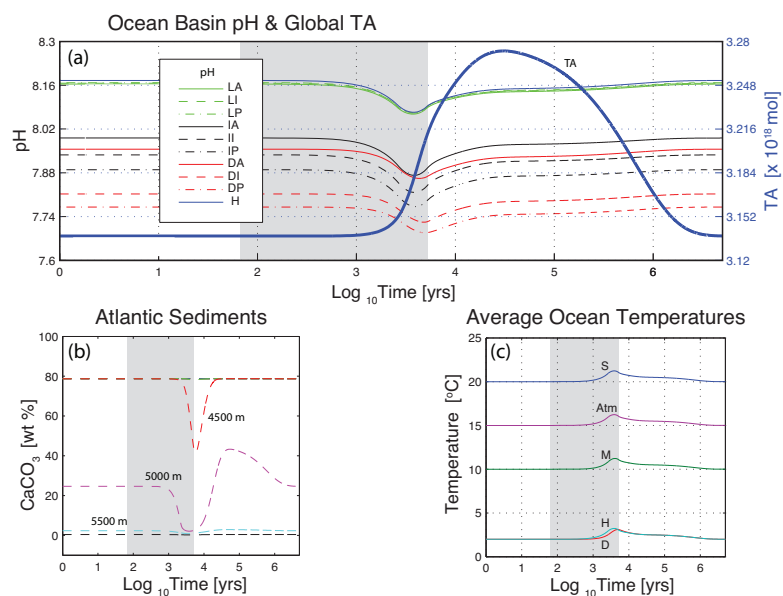 Ocean Basin pH & Global TA
(a)
8.3
8.16
8.02
7.88
7.74
7.6
pH
pH
LA
LI
LP
IA
II
IP
DA
DI
DP
H
TA
3.28
3.248
3.216
3.184
3.152
3.12
TA [x 10^18 mol]
0 1 2 3 4 5 6
Log 10Time [yrs]
Atlantic Sediments
(b)
100
80
60
40
20
0
CaCO3 [wt %]
4500 m
5000 m
5500 m
0 1 2 3 4 5 6
Log 10Time [yrs]
Average Ocean Temperatures
(c)
25
20
15
10
5
0
Temperature [°C]
S
Atm
M
H
D
0 1 2 3 4 5 6
Log 10Time [yrs]